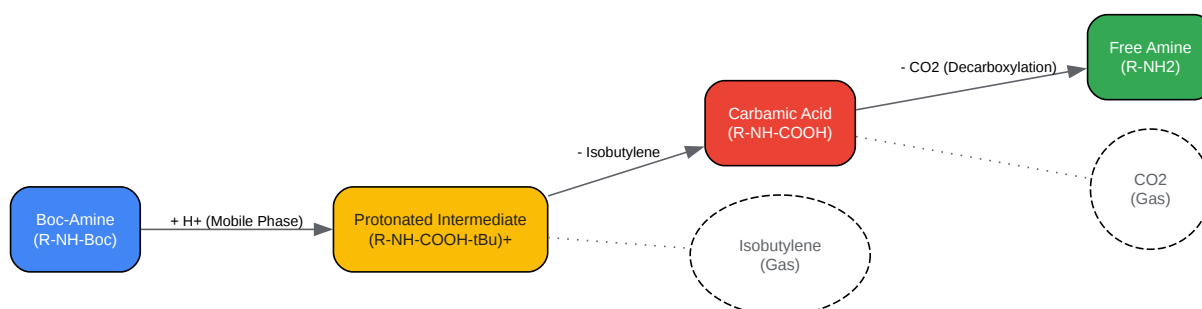 Boc-Amine
(R-NH-Boc)
+ H+ (Mobile Phase)
Protonated Intermediate
(R-NH-COOH-tBu)+
- Isobutylene
Isobutylene
(Gas)
Carbamic Acid
(R-NH-COOH)
- CO2 (Decarboxylation)
CO2
(Gas)
Free Amine
(R-NH2)